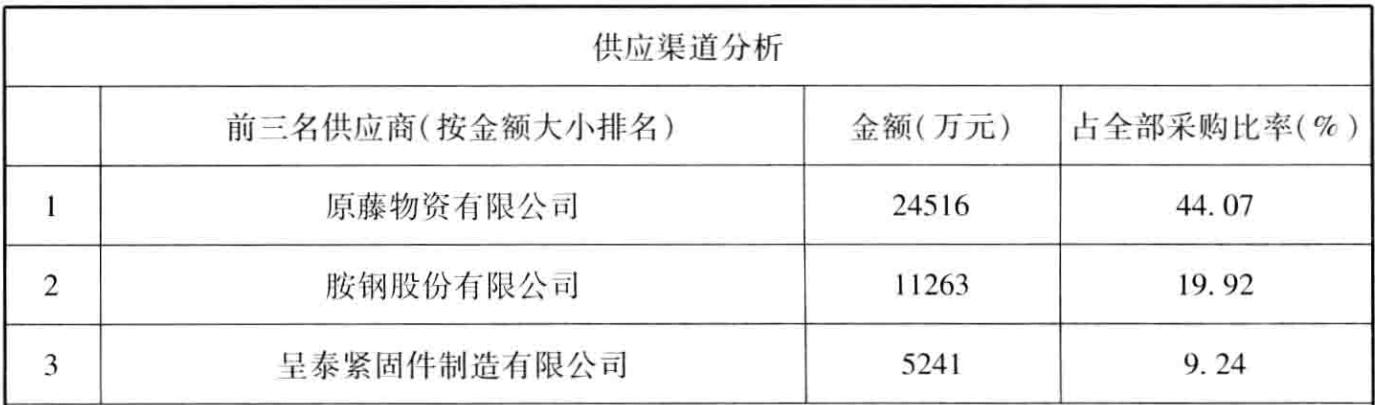 供应渠道分析
前三名供应商(按金额大小排名) 金额(万元) 占全部采购比率(%)
1 原藤物资有限公司 24516 44.07
2 胺钢股份有限公司 11263 19.92
3 呈泰紧固件制造有限公司 5241 9.24